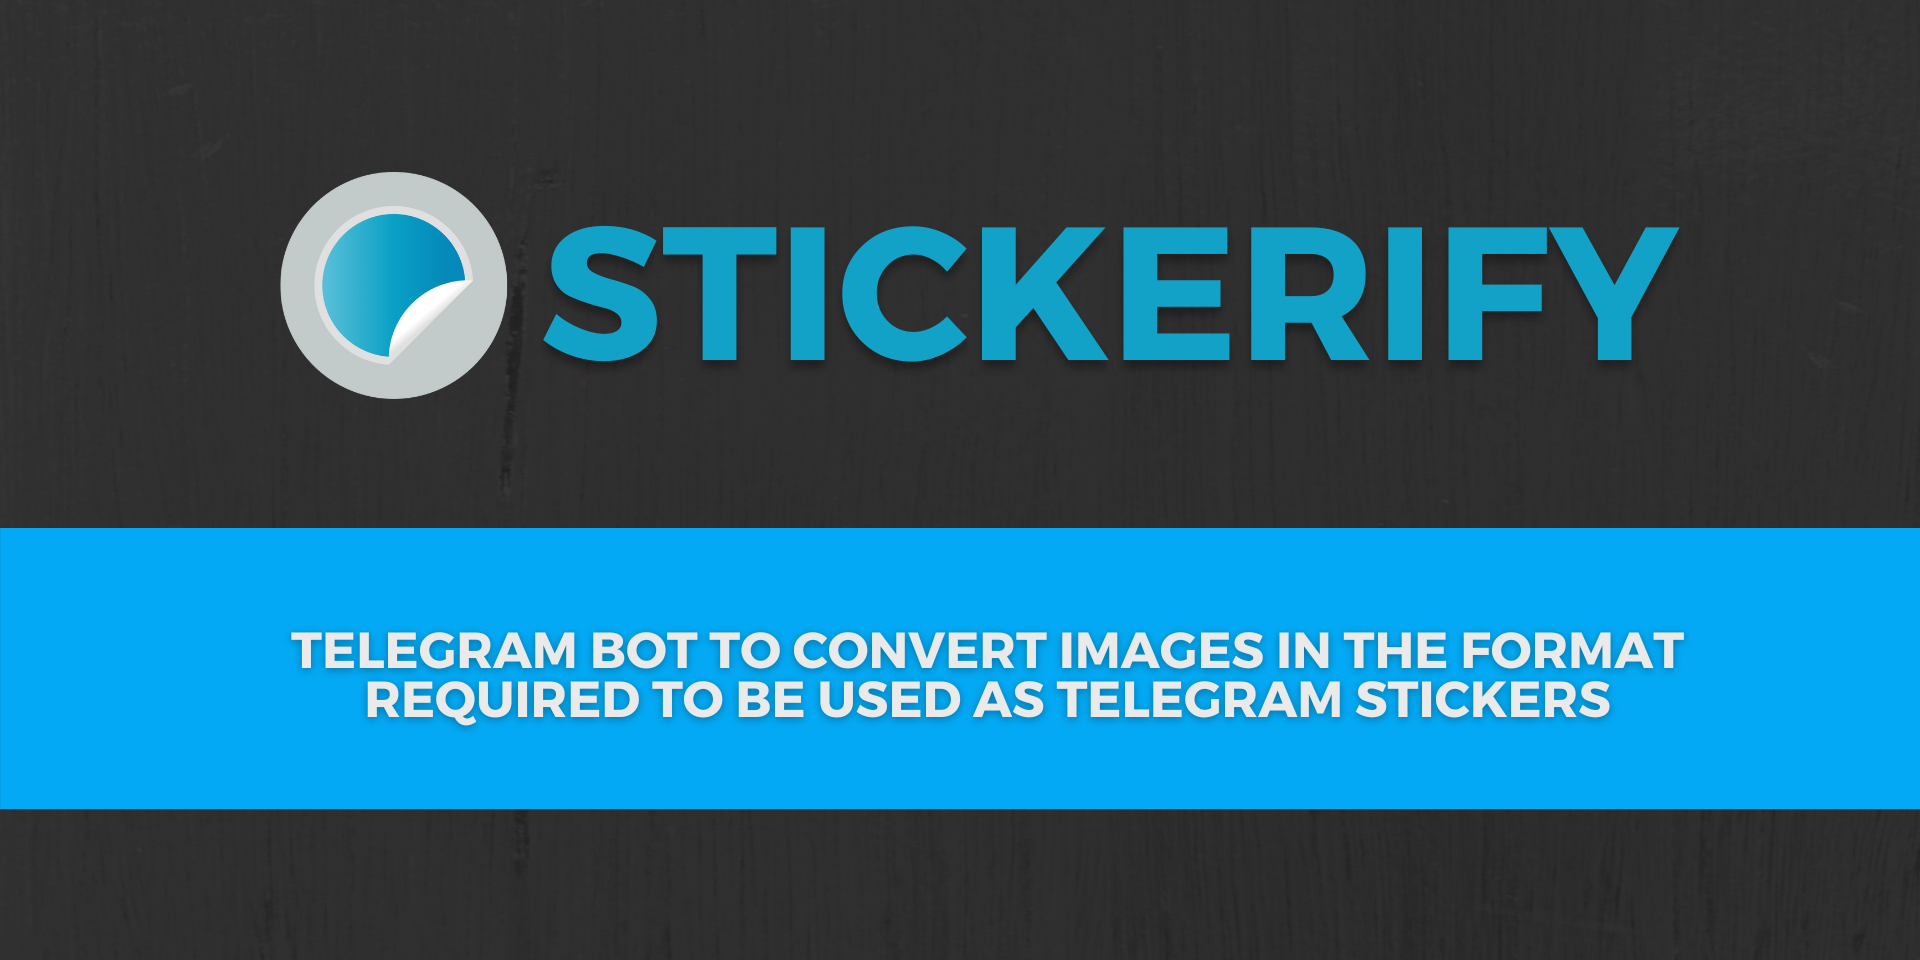 STICKERIFY
TELEGRAM BOT TO CONVERT IMAGES IN THE FORMAT
REQUIRED TO BE USED AS TELEGRAM STICKERS